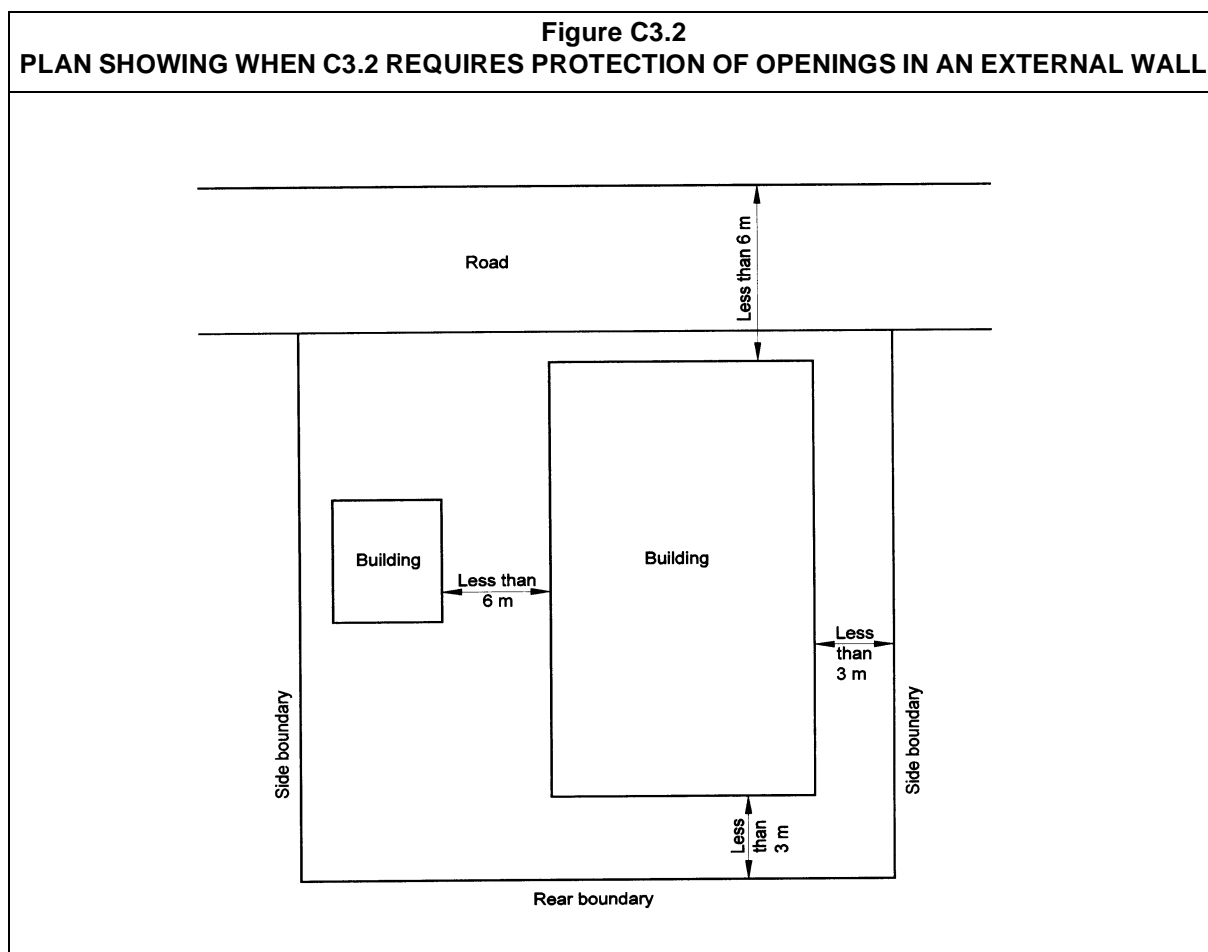 Figure C3.2
PLAN SHOWING WHEN C3.2 REQUIRES PROTECTION OF OPENINGS IN AN EXTERNAL WALL
Less than 6 m
Road
Building
Building
Less than
6 m
Less
than
3 m
Side boundary
Side boundary
Less
than
3 m
Rear boundary